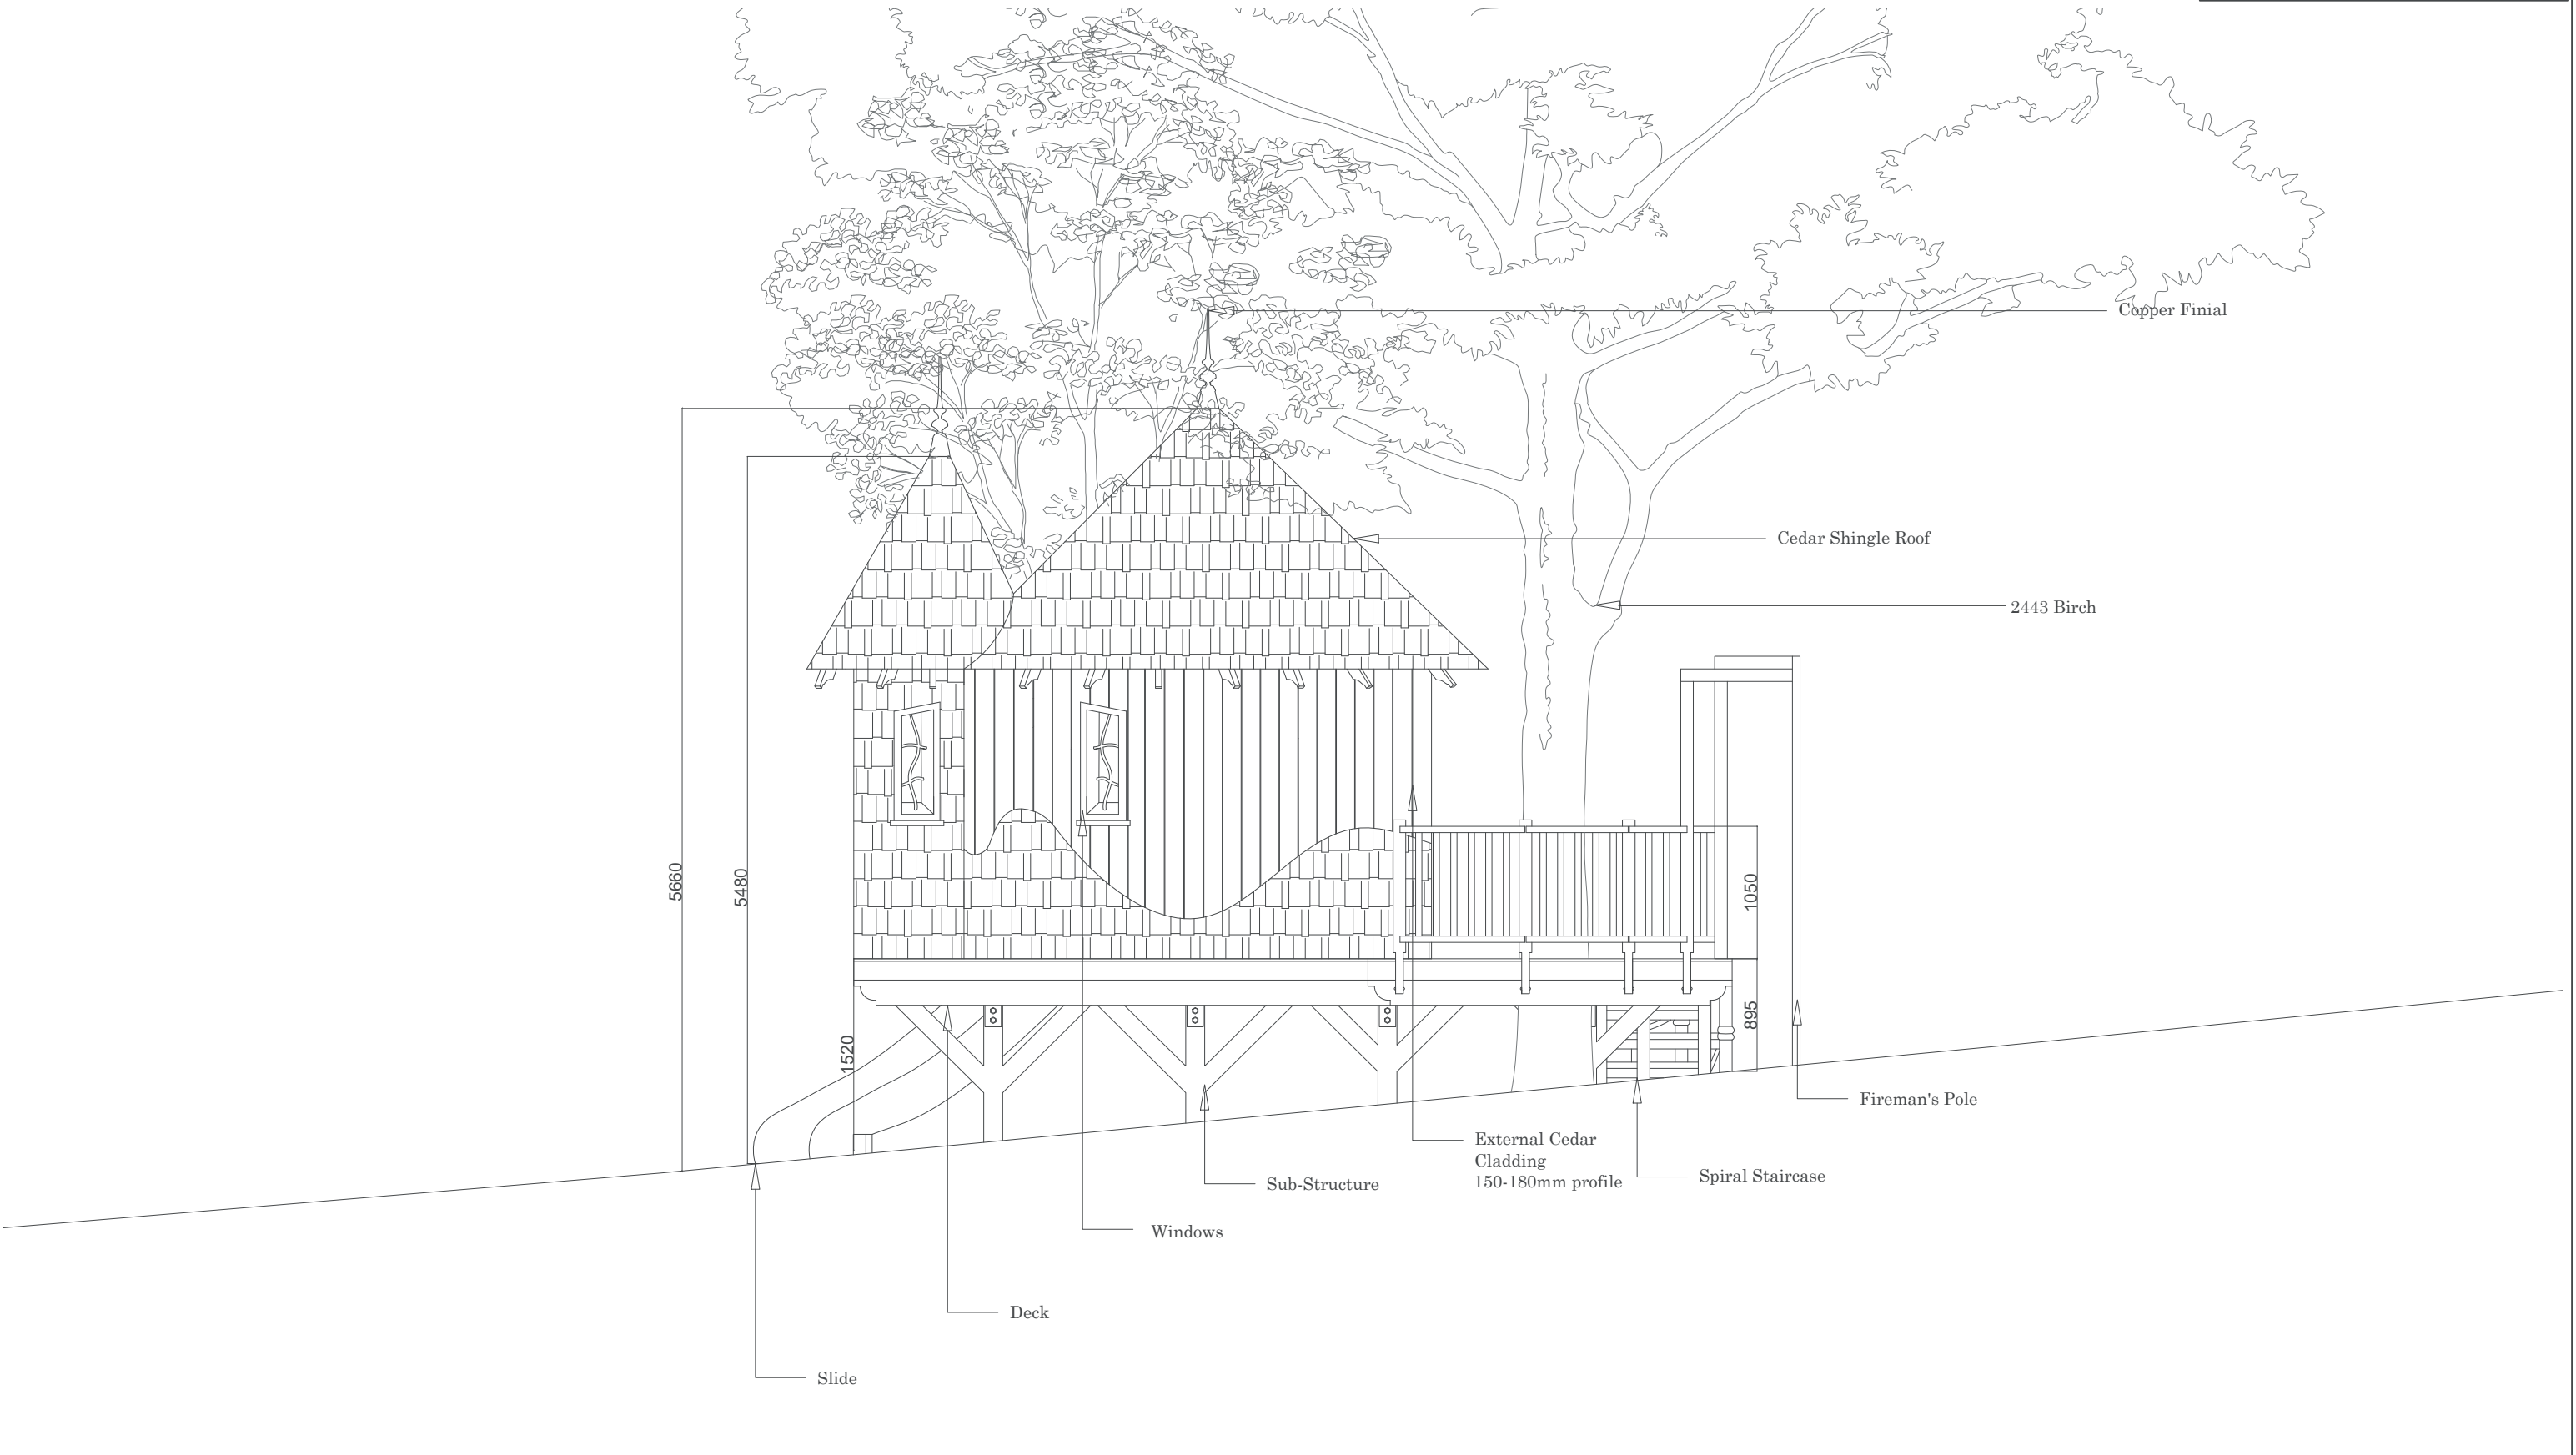 Copper Finial
Cedar Shingle Roof
2443 Birch
5660
5480
1050
1520
895
Fireman's Pole
External Cedar
Cladding
150-180mm profile
Spiral Staircase
Sub-Structure
Windows
Deck
Slide